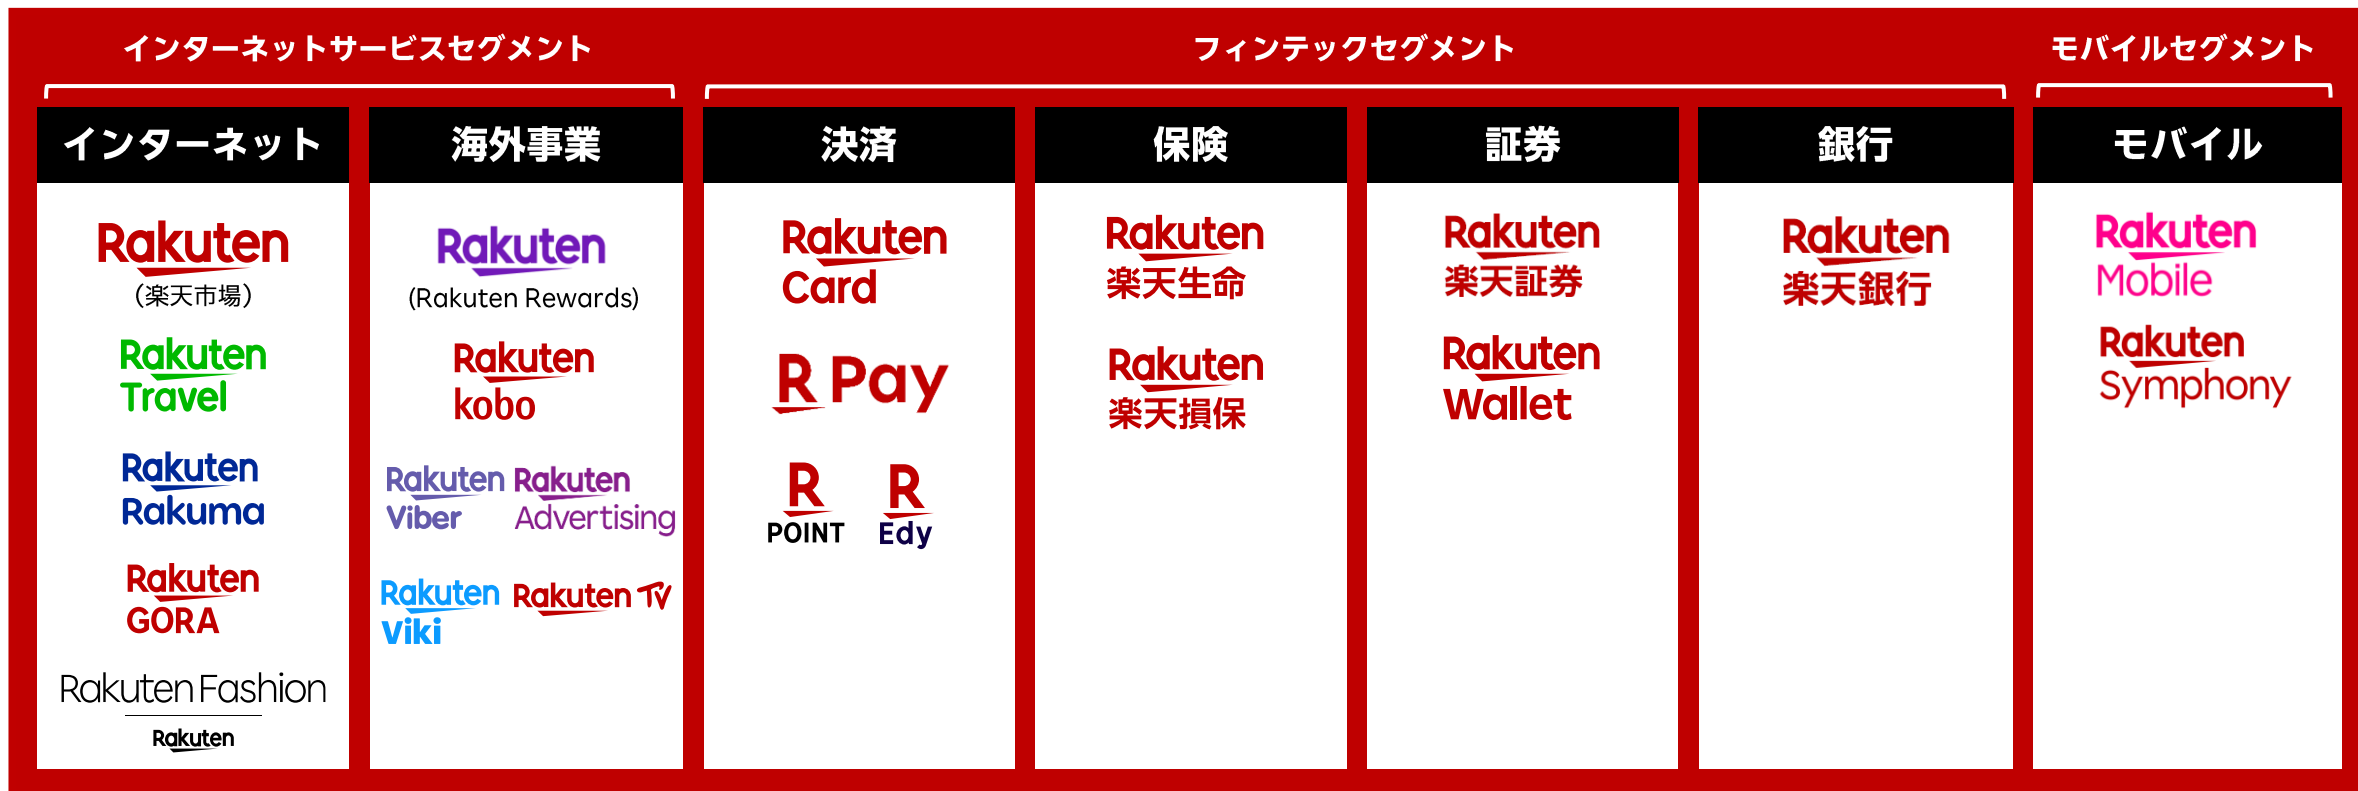 インターネットサービスセグメント
フィンテックセグメント
モバイルセグメント
インターネット
海外事業
決済
保険
証券
銀行
モバイル
Rakuten
(楽天市場)
Rakuten
Travel
Rakuten
Rakuma
Rakuten
GORA
Rakuten Fashion
Rakuten
Rakuten
(Rakuten Rewards)
Rakuten
kobo
Rakuten
Viber
Rakuten
Advertising
Rakuten
Viki
Rakuten TV
Rakuten
Card
R Pay
R
POINT
R
Edy
Rakuten
楽天生命
Rakuten
楽天損保
Rakuten
楽天証券
Rakuten
Wallet
Rakuten
楽天銀行
Rakuten
Mobile
Rakuten
Symphony